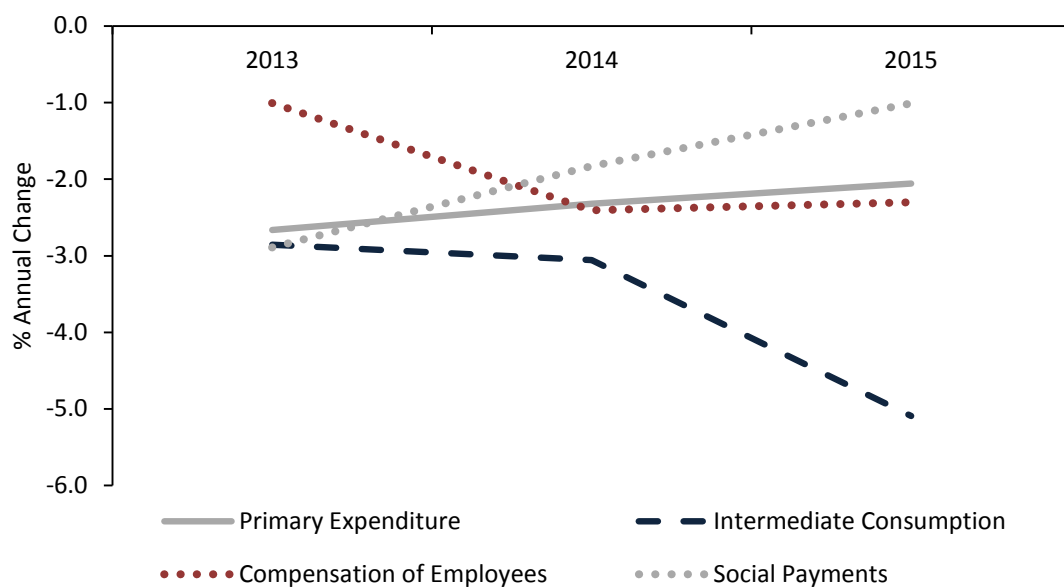 0.0
2013 2014 2015
-1.0
-2.0
-3.0
-4.0
-5.0
-6.0
% Annual Change
Primary Expenditure Intermediate Consumption
Compensation of Employees Social Payments